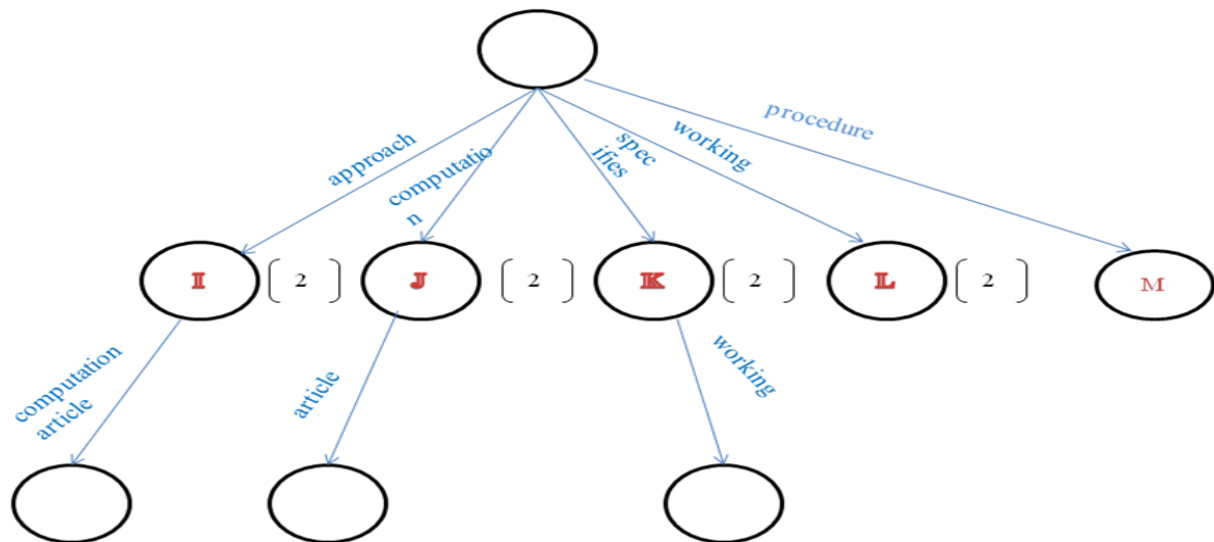 procedure
working
spec
ifies
approach
computatio
n
I [ 2 ] J [ 2 ] K [ 2 ] L [ 2 ] M
computation
article
article
working